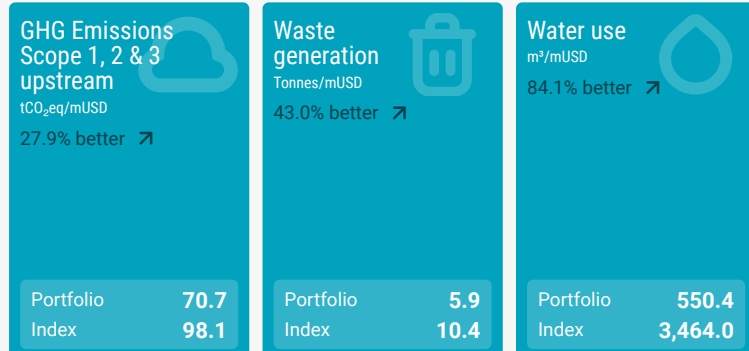 GHG Emissions
Scope 1, 2 & 3
upstream
tCO₂eq/mUSD
27.9% better
Portfolio 70.7
Index 98.1
Waste
generation
Tonnes/mUSD
43.0% better
Portfolio 5.9
Index 10.4
Water use
m³/mUSD
84.1% better
Portfolio 550.4
Index 3,464.0